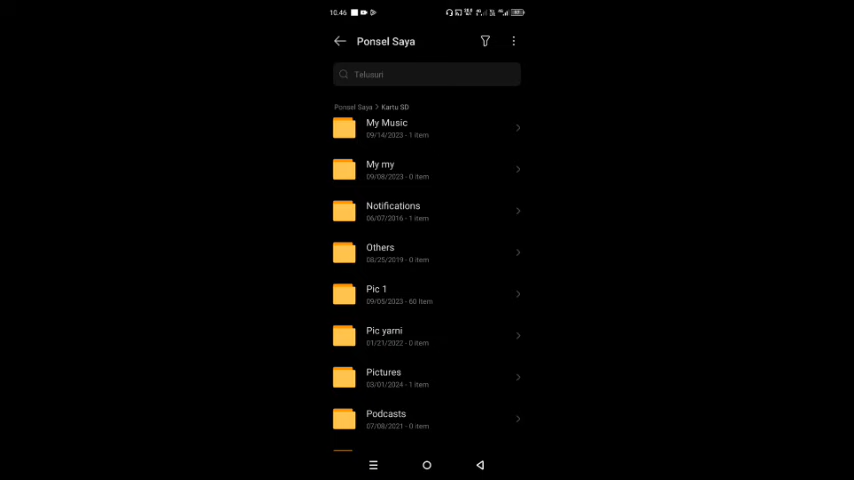 10.46
Ponsel Saya
Telusuri
Ponsel Saya > Kartu SD
My Music
09/14/2023 - 1 item
My my
09/08/2023 - 0 item
Notifications
06/07/2016 - 1 item
Others
08/25/2019 - 0 item
Pic 1
09/05/2023 - 60 item
Pic yarni
01/21/2022 - 0 item
Pictures
03/01/2024 - 1 item
Podcasts
07/08/2021 - 0 item